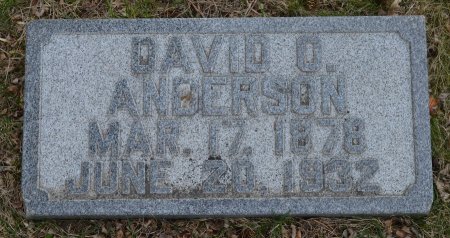 DAVID O.
ANDERSON
MAR. 17. 1878
JUNE 20. 1932